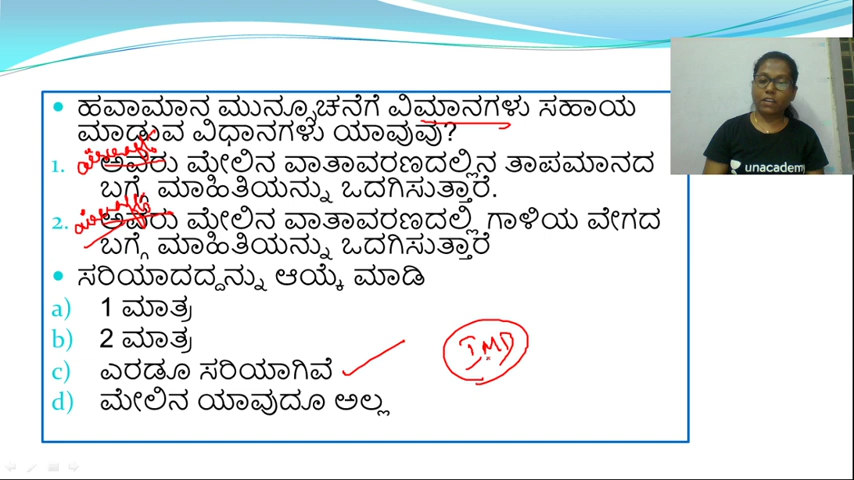 • ಹವಾಮಾನ ಮುನ್ಸೂಚನೆಗೆ ವಿಮಾನಗಳು ಸಹಾಯ
ಮಾಡುವ ವಿಧಾನಗಳು ಯಾವುವು?
1. ಅವರು ಮೇಲಿನ ವಾತಾವರಣದಲ್ಲಿನ ತಾಪಮಾನದ
ಬಗ್ಗೆ ಮಾಹಿತಿಯನ್ನು ಒದಗಿಸುತ್ತಾರೆ.
2. ಅವರು ಮೇಲಿನ ವಾತಾವರಣದಲ್ಲಿ ಗಾಳಿಯ ವೇಗದ
ಬಗ್ಗೆ ಮಾಹಿತಿಯನ್ನು ಒದಗಿಸುತ್ತಾರೆ
• ಸರಿಯಾದದ್ದನ್ನು ಆಯ್ಕೆ ಮಾಡಿ
a) 1 ಮಾತ್ರ
b) 2 ಮಾತ್ರ
c) ಎರಡೂ ಸರಿಯಾಗಿವೆ
d) ಮೇಲಿನ ಯಾವುದೂ ಅಲ್ಲ
IMD
unacademy